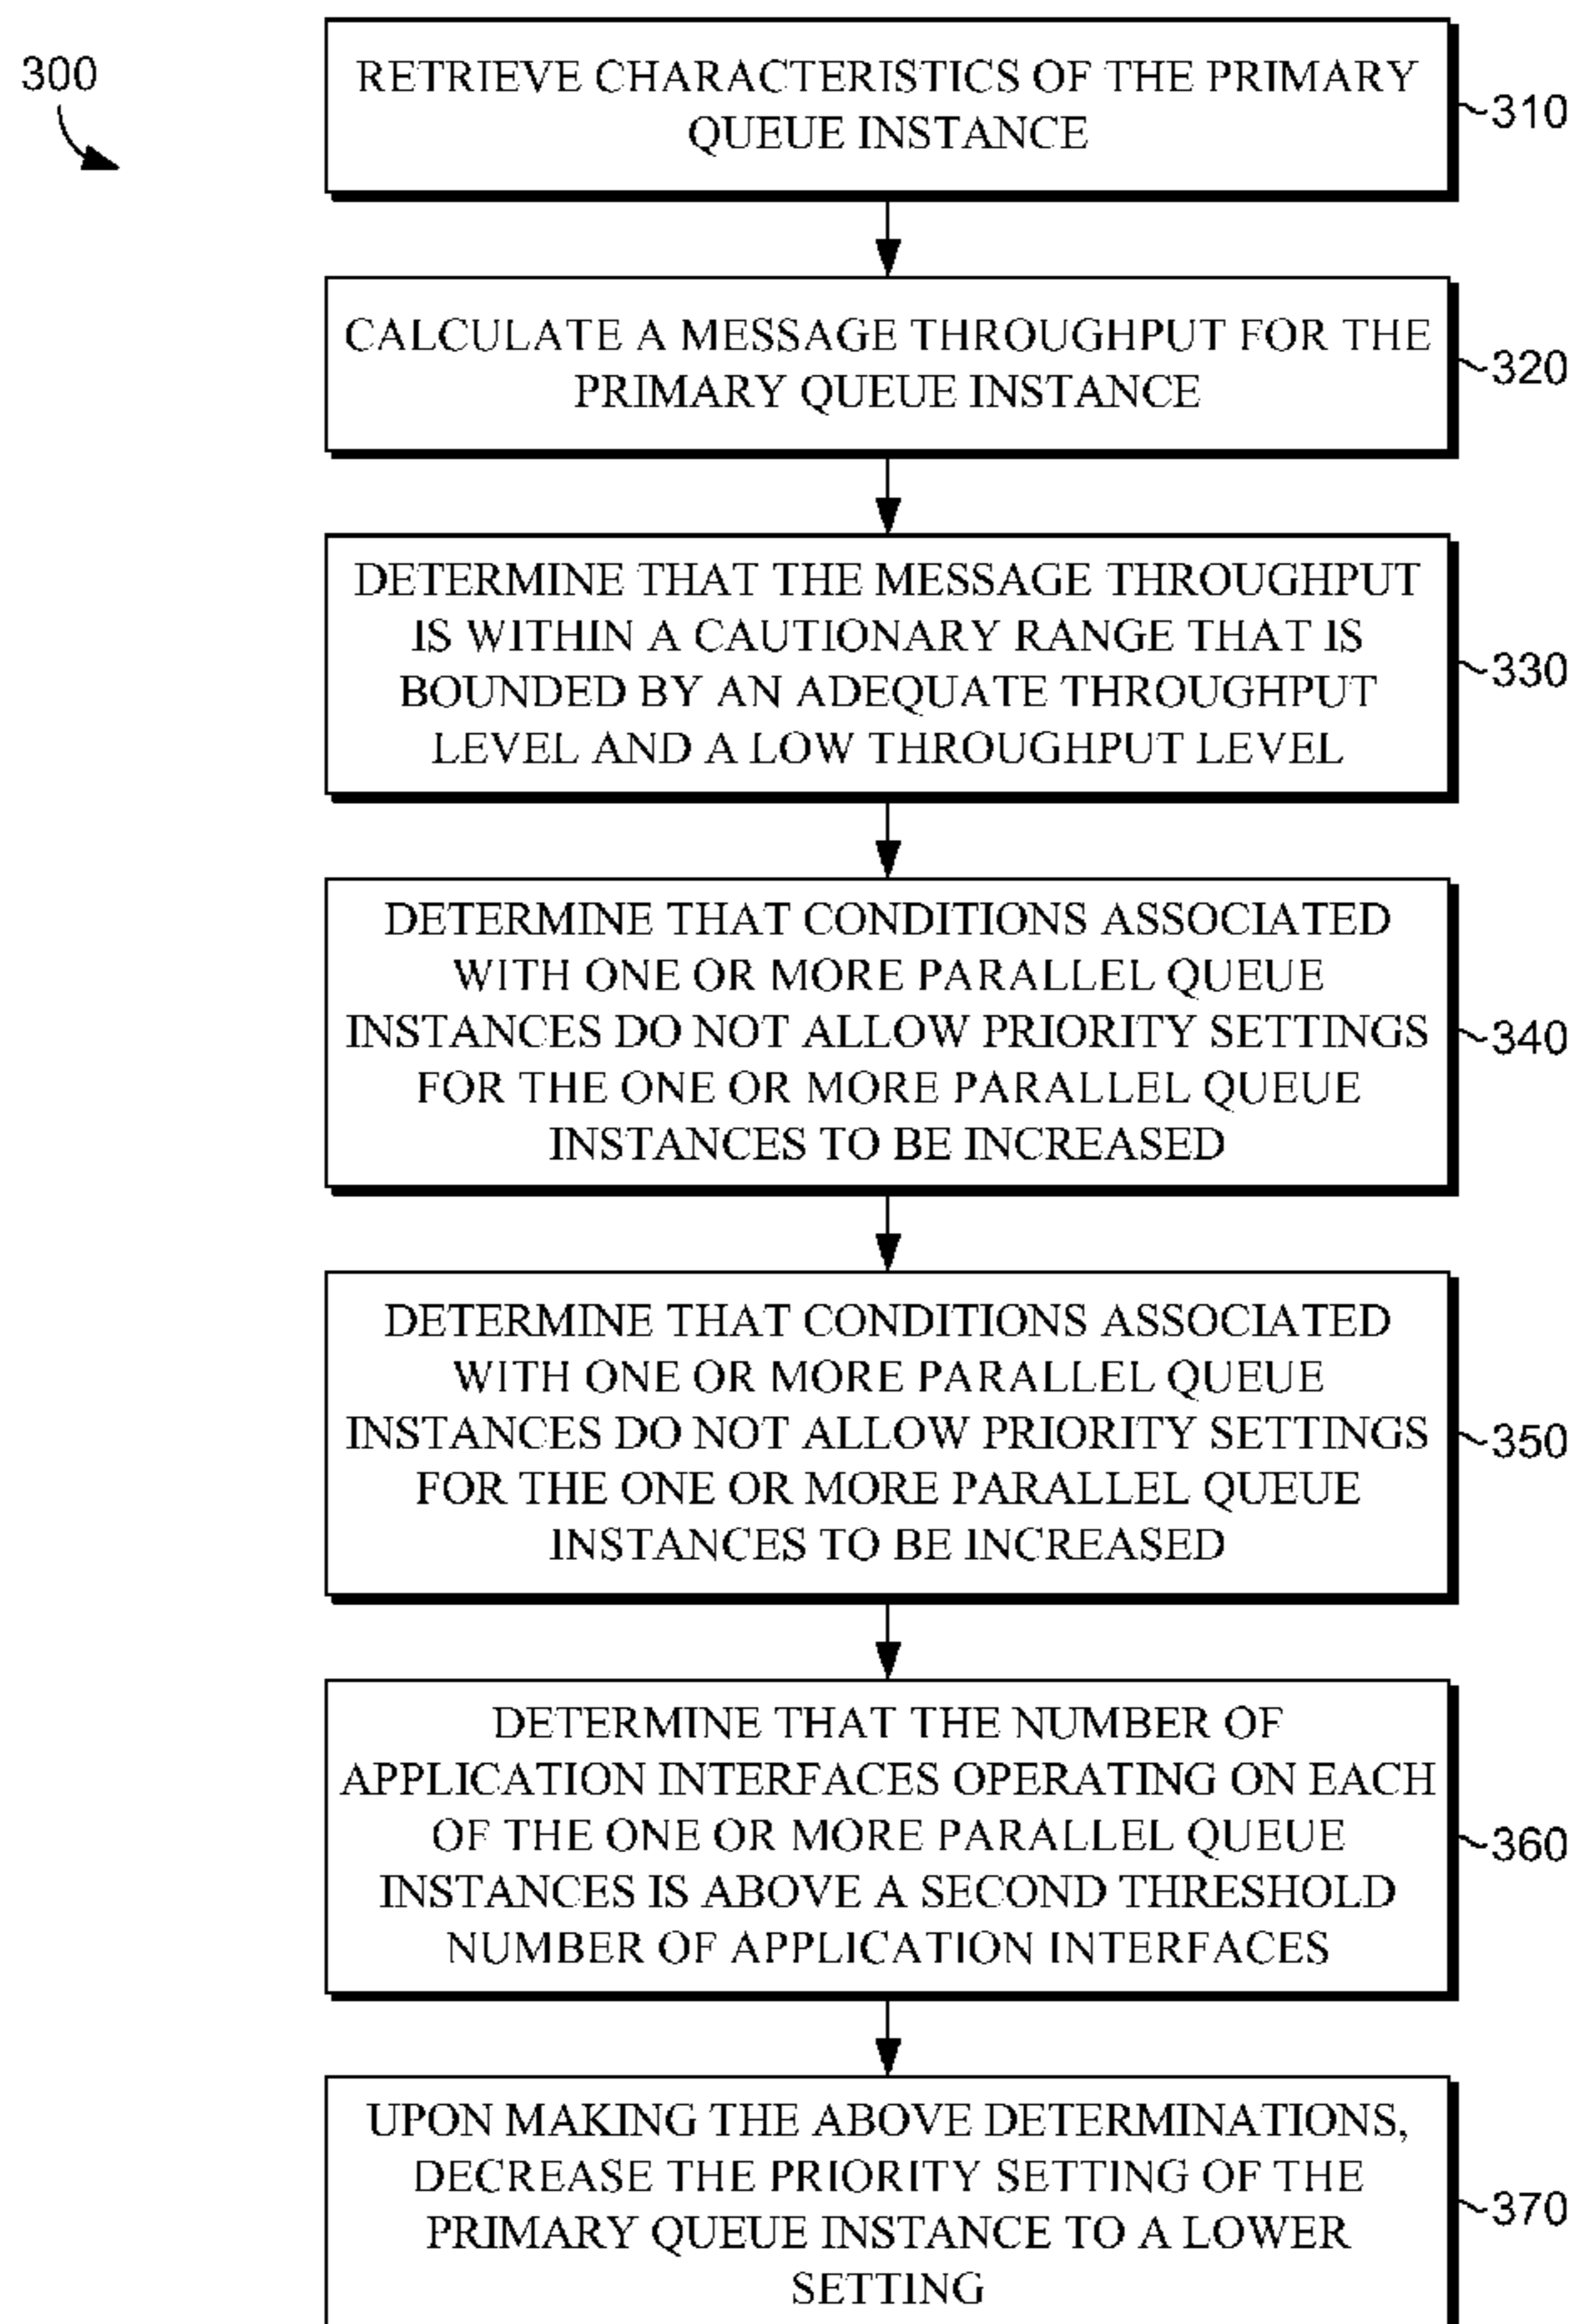 300
RETRIEVE CHARACTERISTICS OF THE PRIMARY
QUEUE INSTANCE
310
CALCULATE A MESSAGE THROUGHPUT FOR THE
PRIMARY QUEUE INSTANCE
320
DETERMINE THAT THE MESSAGE THROUGHPUT
IS WITHIN A CAUTIONARY RANGE THAT IS
BOUNDED BY AN ADEQUATE THROUGHPUT
LEVEL AND A LOW THROUGHPUT LEVEL
330
DETERMINE THAT CONDITIONS ASSOCIATED
WITH ONE OR MORE PARALLEL QUEUE
INSTANCES DO NOT ALLOW PRIORITY SETTINGS
FOR THE ONE OR MORE PARALLEL QUEUE
INSTANCES TO BE INCREASED
340
DETERMINE THAT CONDITIONS ASSOCIATED
WITH ONE OR MORE PARALLEL QUEUE
INSTANCES DO NOT ALLOW PRIORITY SETTINGS
FOR THE ONE OR MORE PARALLEL QUEUE
INSTANCES TO BE INCREASED
350
DETERMINE THAT THE NUMBER OF
APPLICATION INTERFACES OPERATING ON EACH
OF THE ONE OR MORE PARALLEL QUEUE
INSTANCES IS ABOVE A SECOND THRESHOLD
NUMBER OF APPLICATION INTERFACES
360
UPON MAKING THE ABOVE DETERMINATIONS,
DECREASE THE PRIORITY SETTING OF THE
PRIMARY QUEUE INSTANCE TO A LOWER
SETTING
370